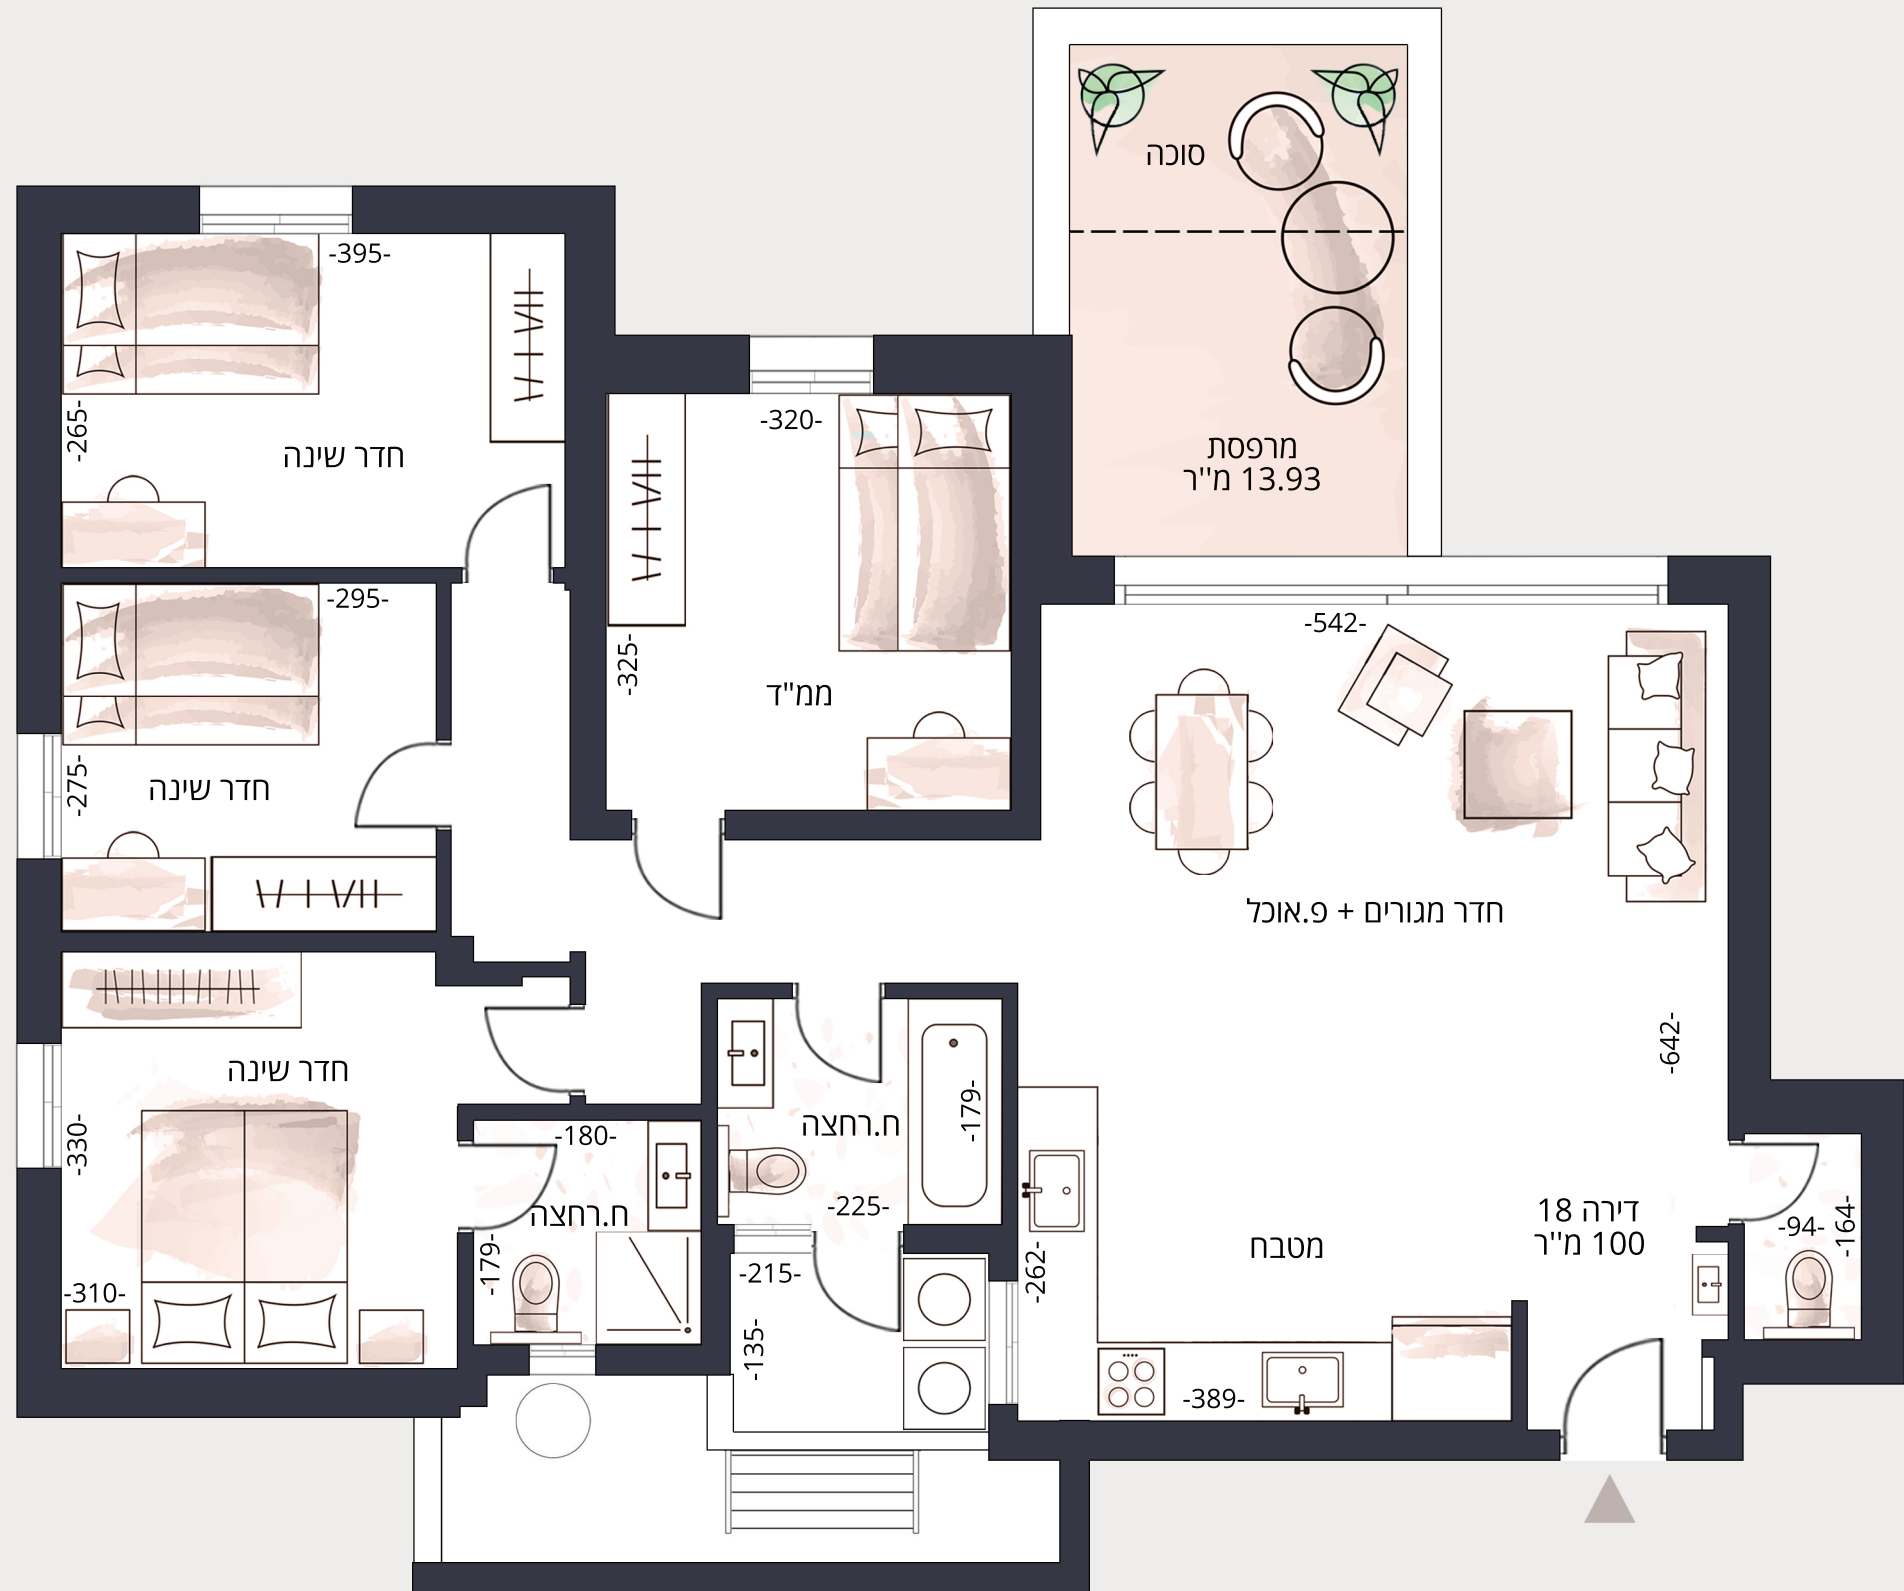 סוכה
מרפסת
13.93 מ"ר
-395-
-265-
חדר שינה
-320-
-325-
ממ"ד
-295-
-275-
חדר שינה
-542-
חדר מגורים + פ.אוכל
-642-
חדר שינה
-330-
-310-
-180-
ח.רחצה
-179-
ח.רחצה
-179-
-225-
-215-
-135-
-262-
מטבח
-389-
דירה 18
100 מ"ר
-94-
-164-